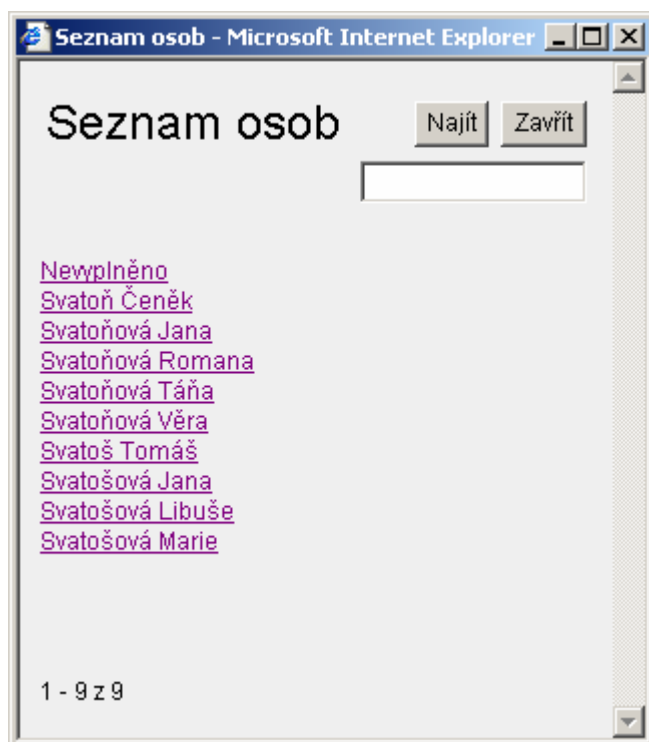 Seznam osob - Microsoft Internet Explorer
Seznam osob
Najít Zavřít
Nevyplněno
Svatoň Čeněk
Svatoňová Jana
Svatoňová Romana
Svatoňová Táňa
Svatoňová Věra
Svatoš Tomáš
Svatošová Jana
Svatošová Libuše
Svatošová Marie
1 - 9 z 9